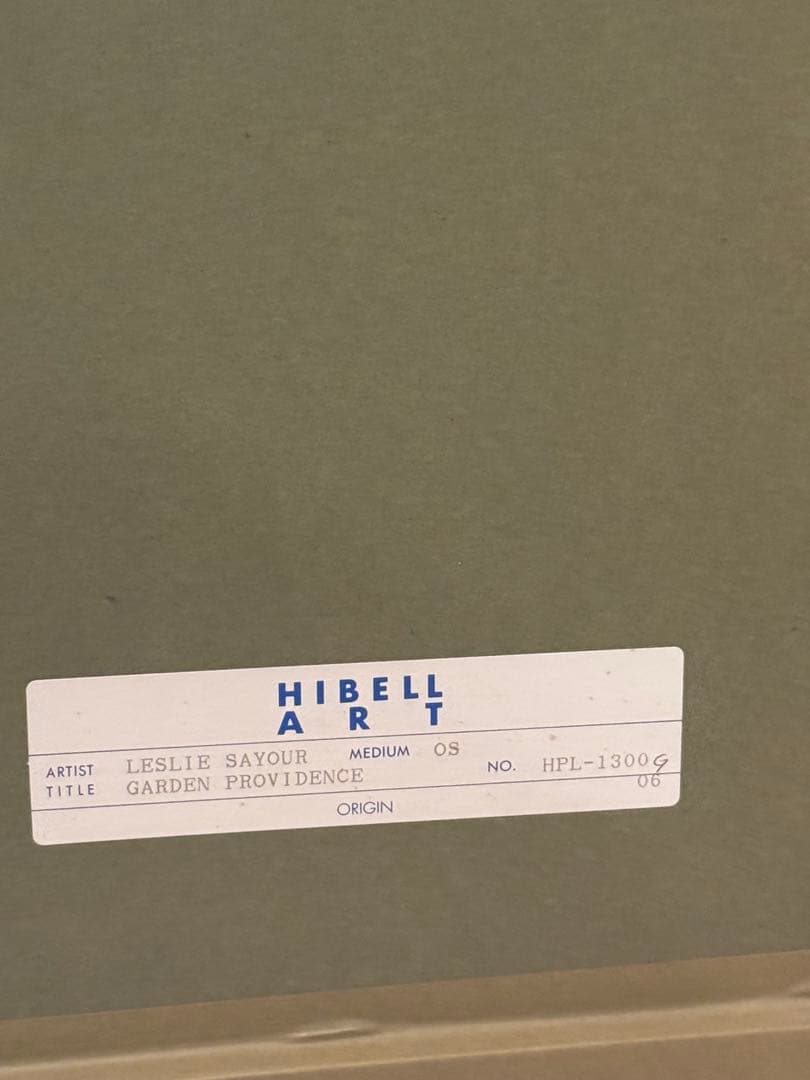 HIBELL
ART
ARTIST LESLIE SAYOUR MEDIUM OS
TITLE GARDEN PROVIDENCE NO. HPL-1300G
06
ORIGIN